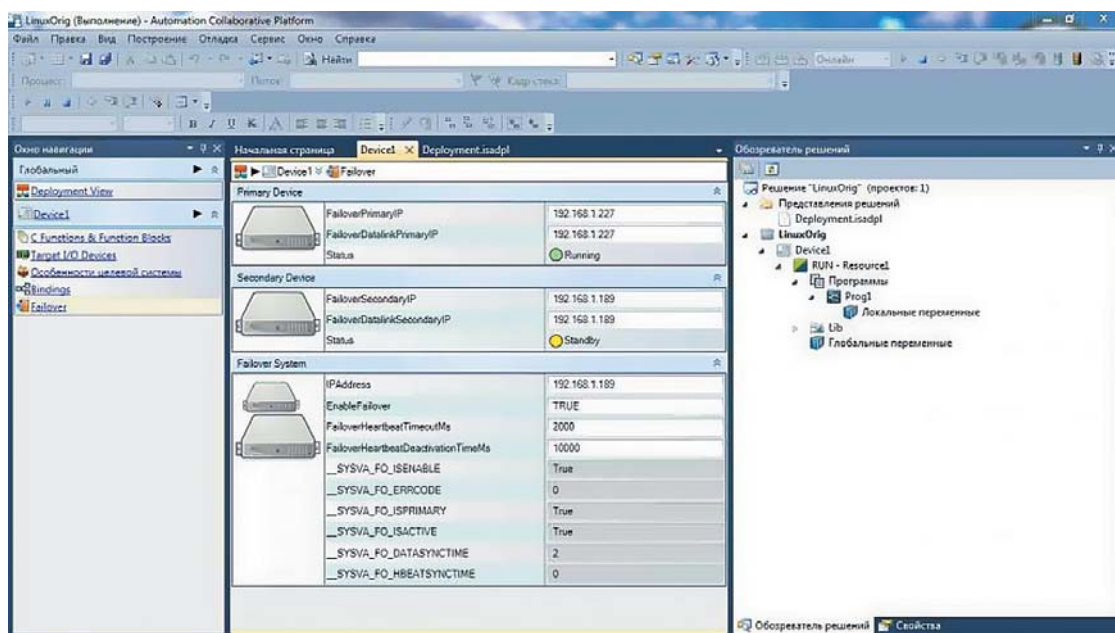 LinuxOrig (Выполнение) - Automation Collaborative Platform
Файл Правка Вид Построение Отладка Сервис Окно Справка
Найти
Онлайн
Процесс:
Поток:
Кадр стека:
Окно навигации
Глобальный
Deployment View
Device1
C Functions & Function Blocks
Target I/O Devices
Особенности целевой системы
Bindings
Failover
Начальная страница Device1 Deployment.isadpl
Device1 Failover
Primary Device
FailoverPrimaryIP 192.168.1.227
FailoverDatalinkPrimaryIP 192.168.1.227
Status Running
Secondary Device
FailoverSecondaryIP 192.168.1.189
FailoverDatalinkSecondaryIP 192.168.1.189
Status Standby
Failover System
IPAddress 192.168.1.189
EnableFailover TRUE
FailoverHeartbeatTimeoutMs 2000
FailoverHeartbeatDeactivationTimeMs 10000
__SYSVA_FO_ISENABLE True
__SYSVA_FO_ERRCODE 0
__SYSVA_FO_ISPRIMARY True
__SYSVA_FO_ISACTIVE True
__SYSVA_FO_DATASYNCTIME 2
__SYSVA_FO_HBEATSYNCTIME 0
Обозреватель решений
Решение "LinuxOrig" (проектов: 1)
Представления решений
Deployment.isadpl
LinuxOrig
Device1
RUN - Resource1
Программы
Prog1
Локальные переменные
Lib
Глобальные переменные
Обозреватель решений Свойства